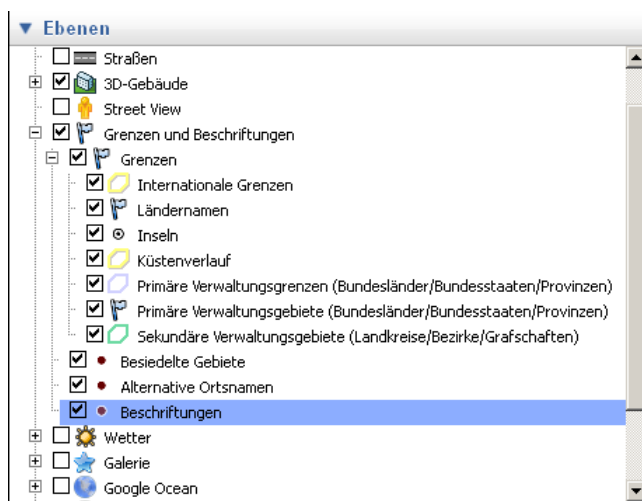 Ebenen
Straßen
3D-Gebäude
Street View
Grenzen und Beschriftungen
Grenzen
Internationale Grenzen
Ländernamen
Inseln
Küstenverlauf
Primäre Verwaltungsgrenzen (Bundesländer/Bundesstaaten/Provinzen)
Primäre Verwaltungsgebiete (Bundesländer/Bundesstaaten/Provinzen)
Sekundäre Verwaltungsgebiete (Landkreise/Bezirke/Grafschaften)
Besiedelte Gebiete
Alternative Ortsnamen
Beschriftungen
Wetter
Galerie
Google Ocean